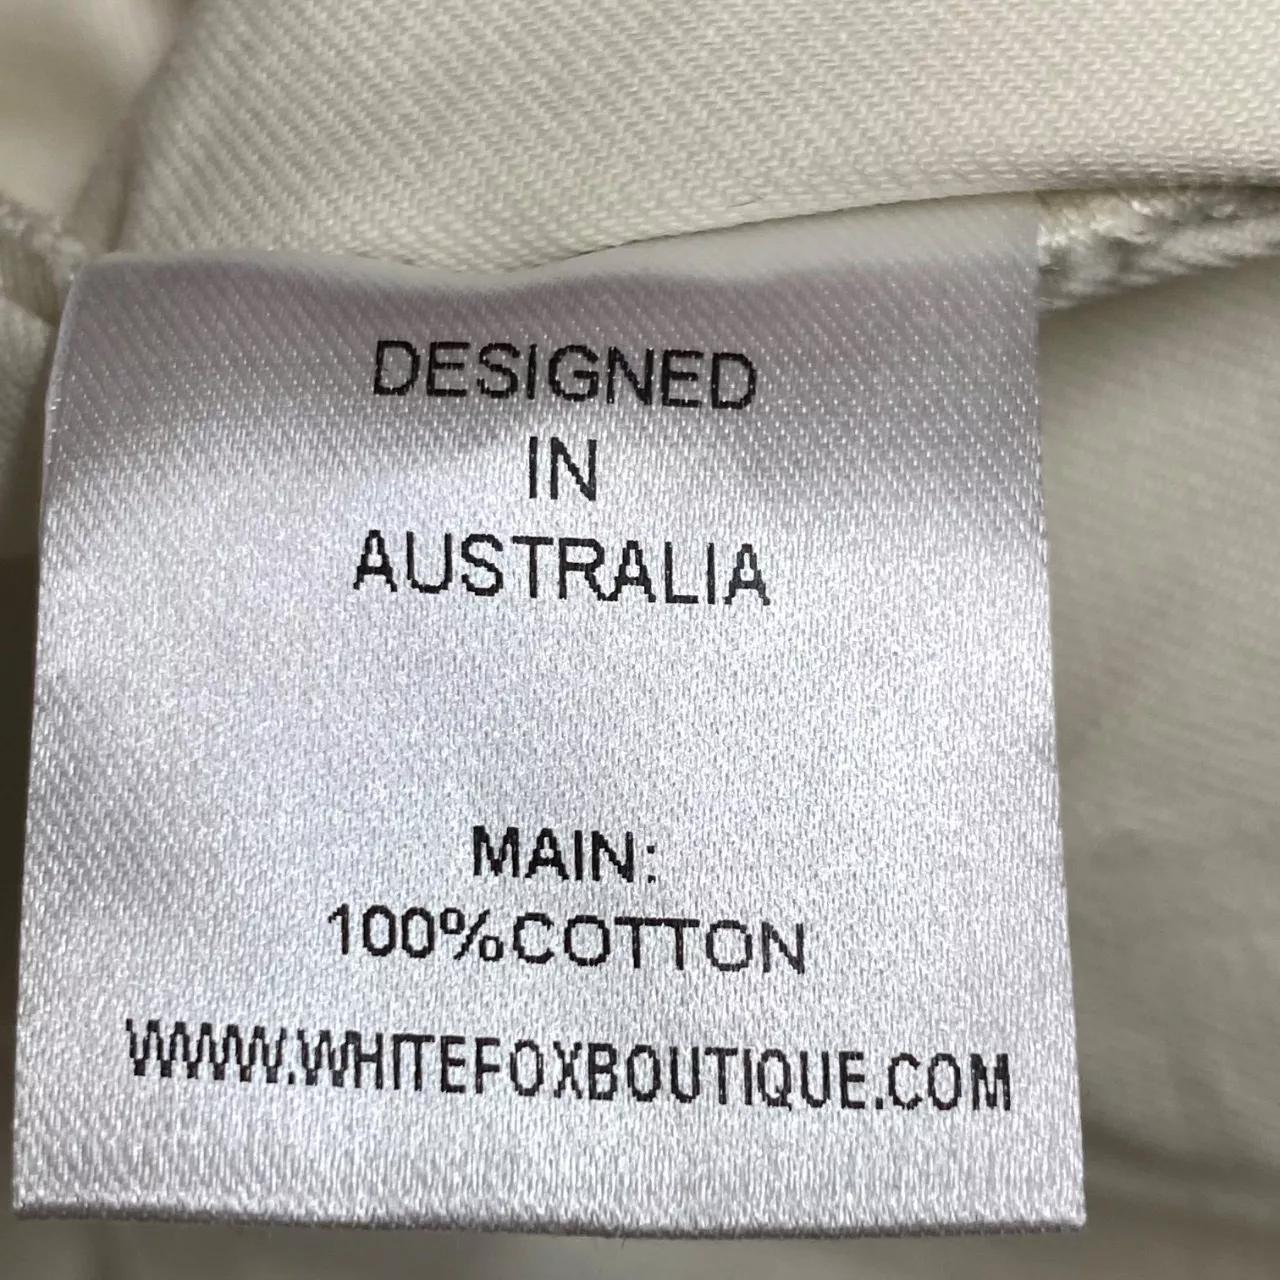 DESIGNED
IN
AUSTRALIA
MAIN:
100%COTTON
WWW.WHITEFOXBOUTIQUE.COM